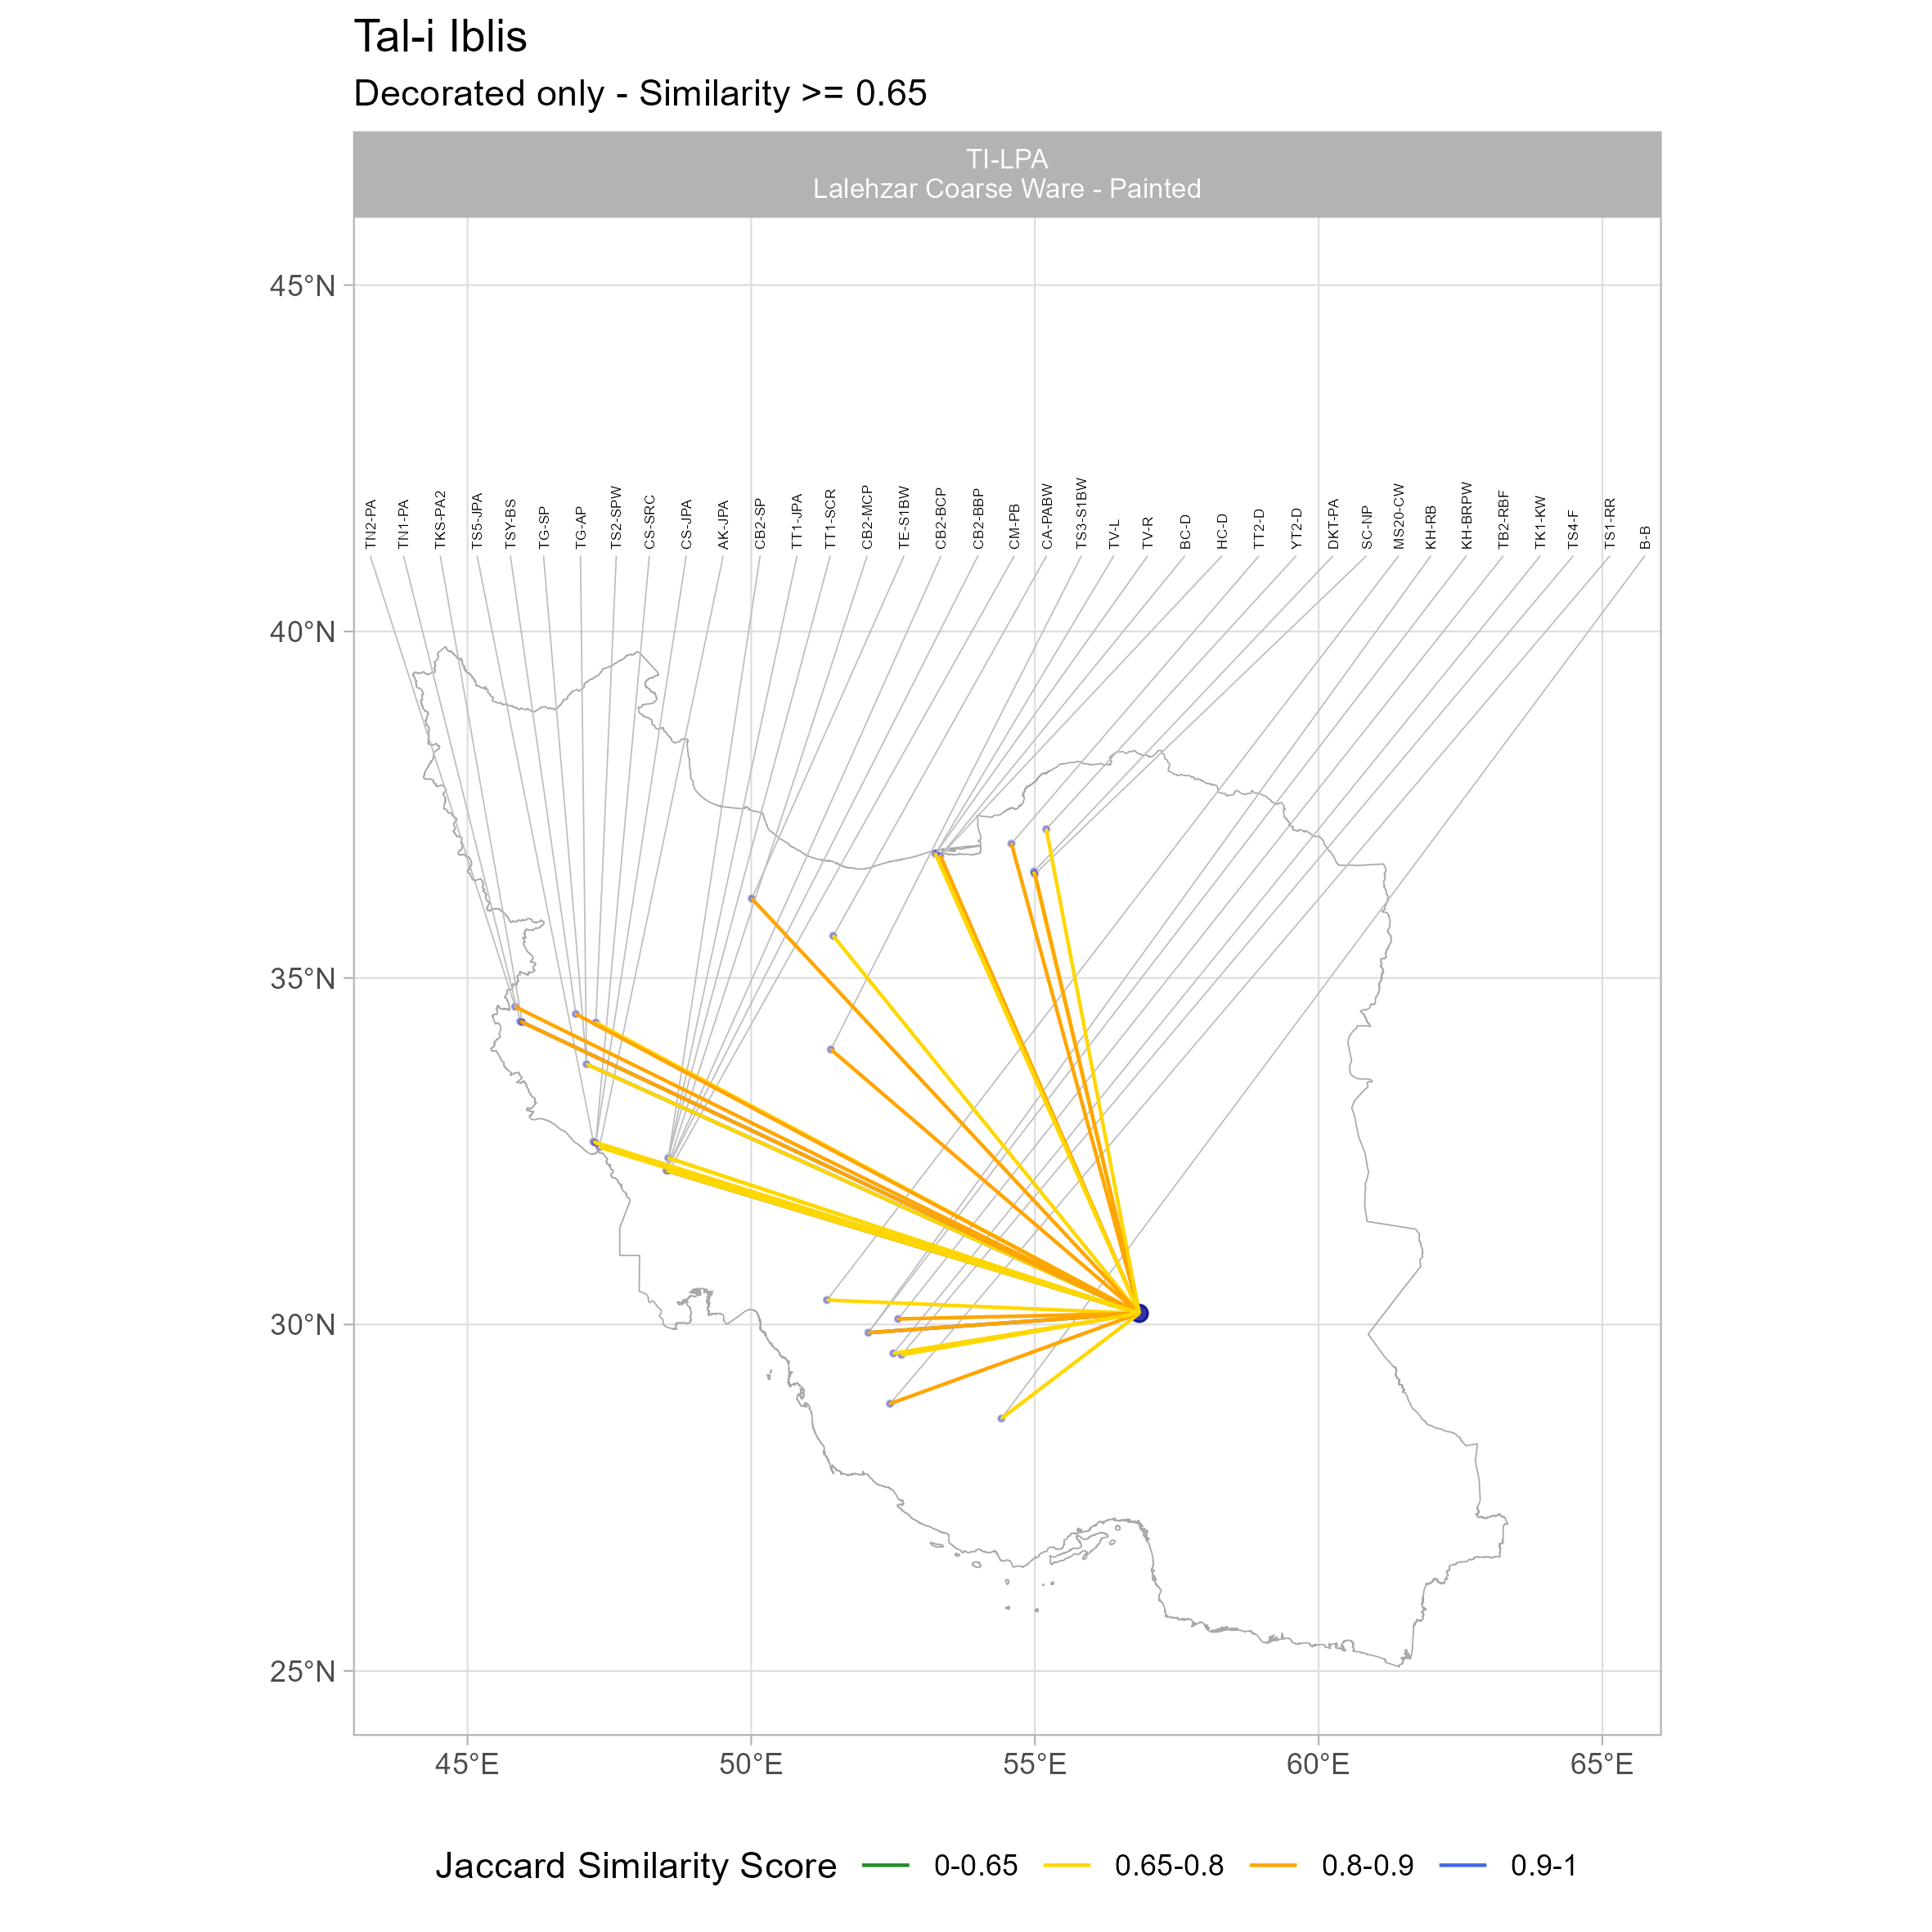 Tal-i Iblis
Decorated only - Similarity >= 0.65
TI-LPA
Lalehzar Coarse Ware - Painted
45°N
TN2-PA
TN1-PA
TKS-PA2
TS5-JPA
TSY-BS
TG-SP
TG-AP
TS2-SPW
CS-SRC
CS-JPA
AK-JPA
CB2-SP
TT1-JPA
TT1-SCR
CB2-MCP
TE-S1BW
CB2-BCP
CB2-BBP
CM-PB
CA-PABW
TS3-S1BW
TV-L
TV-R
BC-D
HC-D
TT2-D
YT2-D
DKT-PA
SC-NP
MS20-CW
KH-RB
KH-BRPW
TB2-RBF
TK1-KW
TS4-F
TS1-RR
B-B
40°N
35°N
30°N
25°N
45°E 50°E 55°E 60°E 65°E
Jaccard Similarity Score 0-0.65 0.65-0.8 0.8-0.9 0.9-1